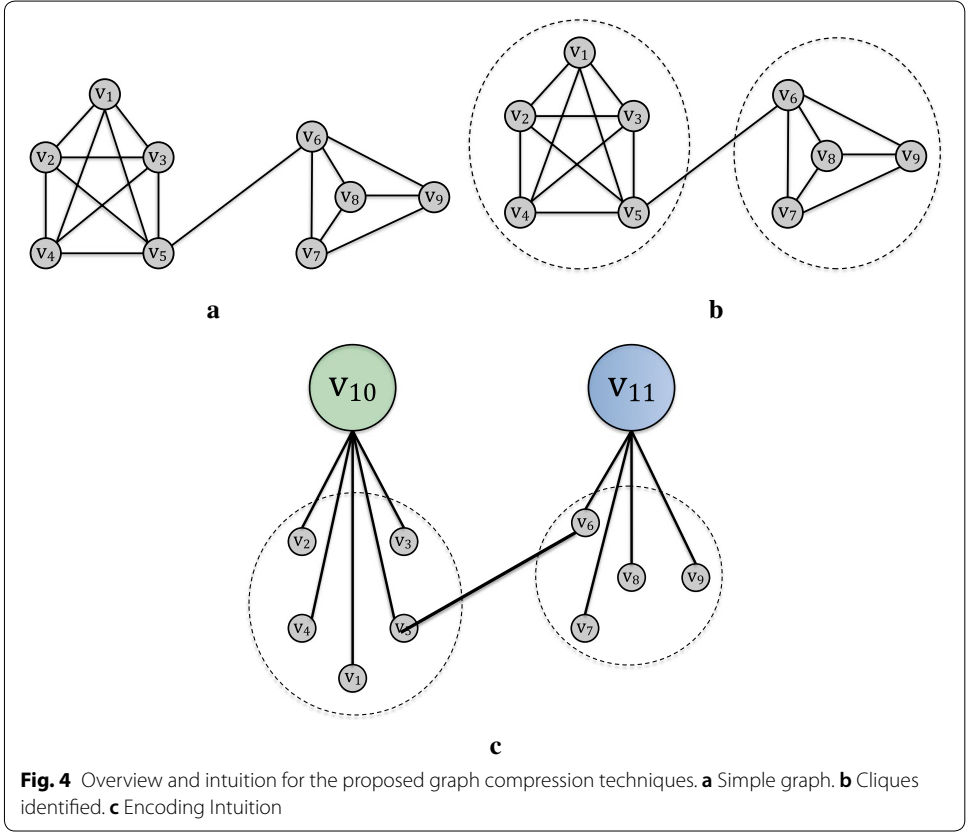 v1
v2
v3
v4
v5
v6
v8
v9
v7
a
v1
v2
v3
v4
v5
v6
v8
v9
v7
b
v10
v11
v2
v3
v4
v5
v1
v6
v8
v9
v7
c
Fig. 4 Overview and intuition for the proposed graph compression techniques. a Simple graph. b Cliques
identified. c Encoding Intuition